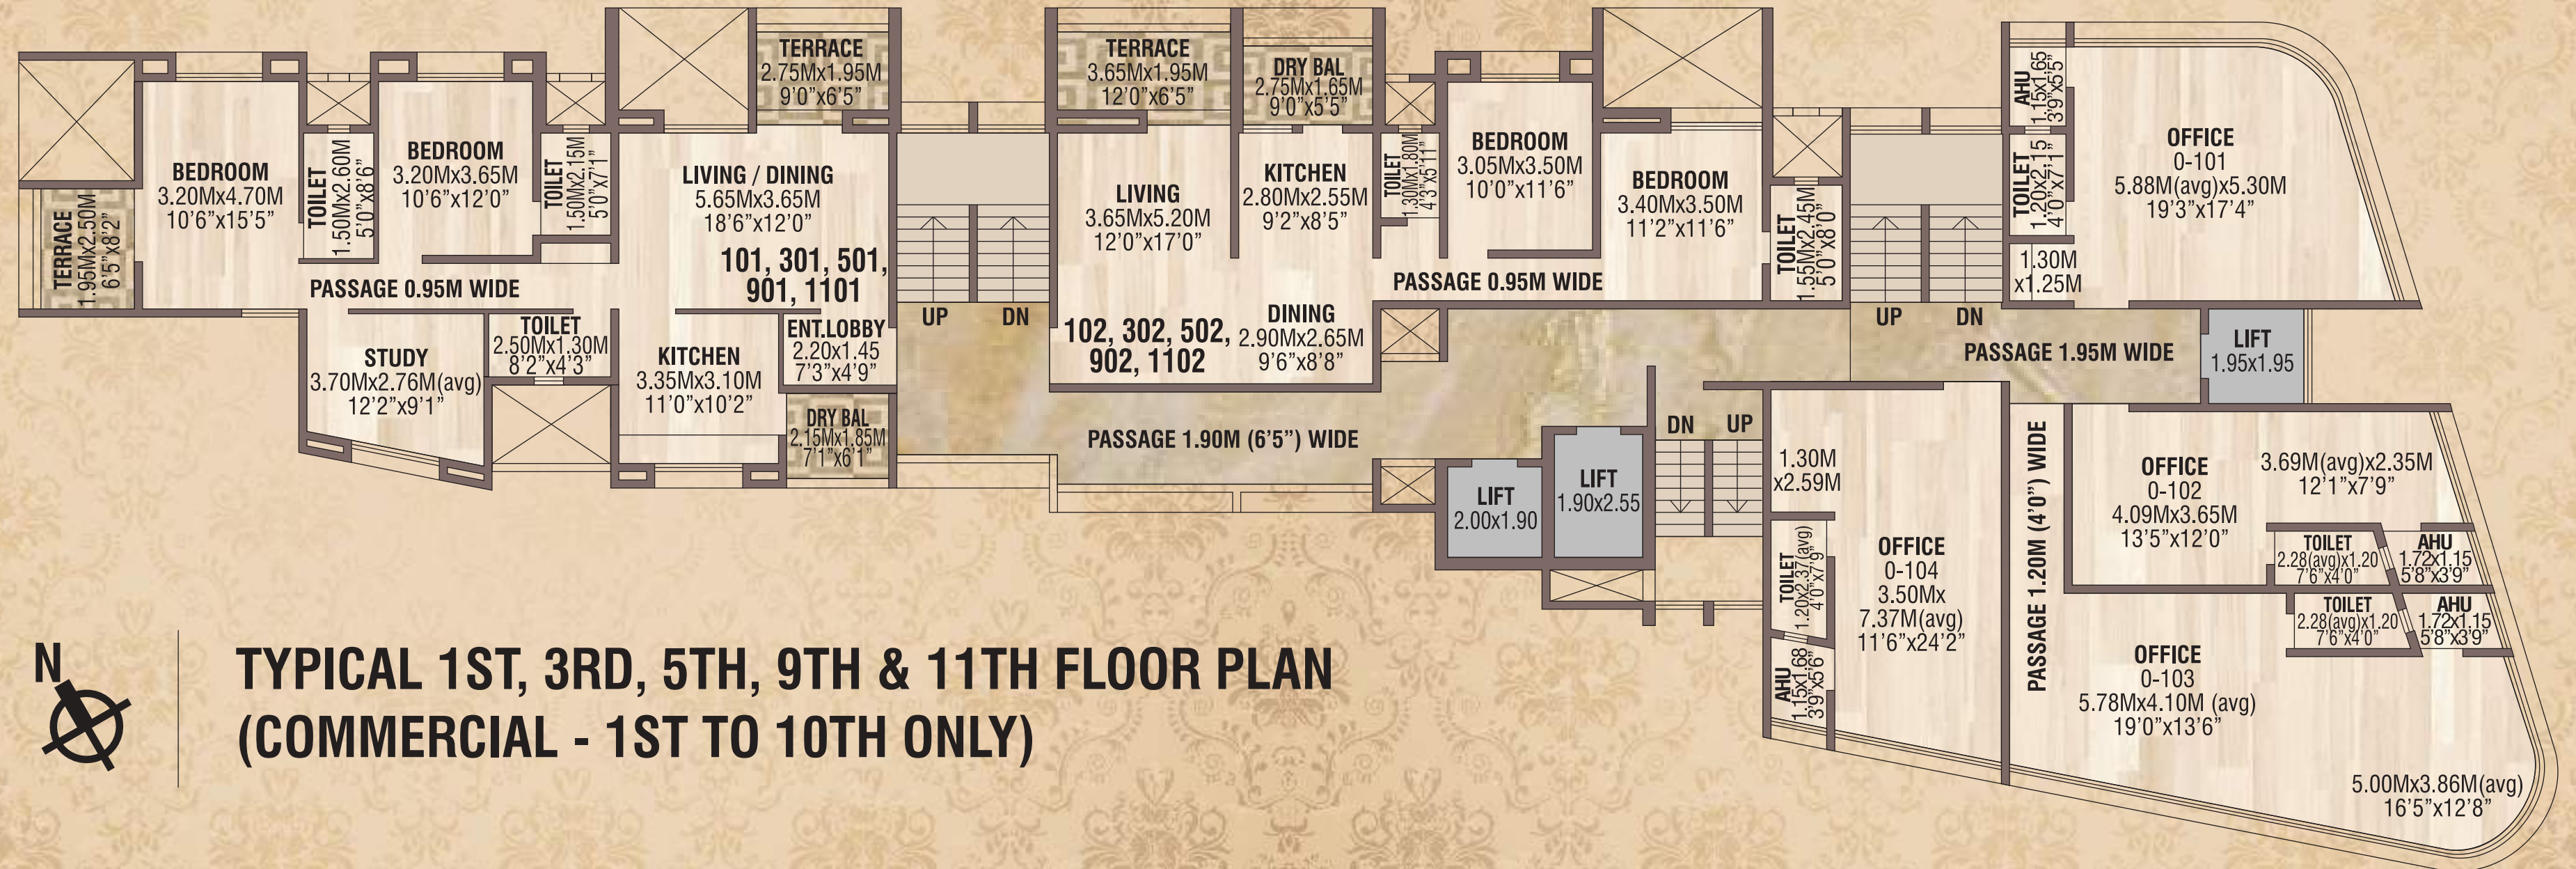 TERRACE
1.95Mx2.50M
6'5"x8'2"
BEDROOM
3.20Mx4.70M
10'6"x15'5"
TOILET
1.50Mx2.60M
5'0"x8'6"
BEDROOM
3.20Mx3.65M
10'6"x12'0"
TOILET
1.50Mx2.15M
5'0"x7'1"
PASSAGE 0.95M WIDE
STUDY
3.70Mx2.76M(avg)
12'2"x9'1"
TOILET
2.50Mx1.30M
8'2"x4'3"
TERRACE
2.75Mx1.95M
9'0"x6'5"
LIVING / DINING
5.65Mx3.65M
18'6"x12'0"
101, 301, 501,
901, 1101
KITCHEN
3.35Mx3.10M
11'0"x10'2"
ENT.LOBBY
2.20x1.45
7'3"x4'9"
DRY BAL
2.15Mx1.85M
7'1"x6'1"
UP
DN
TERRACE
3.65Mx1.95M
12'0"x6'5"
DRY BAL
2.75Mx1.65M
9'0"x5'5"
LIVING
3.65Mx5.20M
12'0"x17'0"
KITCHEN
2.80Mx2.55M
9'2"x8'5"
102, 302, 502,
902, 1102
DINING
2.90Mx2.65M
9'6"x8'8"
TOILET
1.30Mx1.80M
4'3"x5'11"
BEDROOM
3.05Mx3.50M
10'0"x11'6"
BEDROOM
3.40Mx3.50M
11'2"x11'6"
TOILET
1.55Mx2.45M
5'0"x8'0"
PASSAGE 0.95M WIDE
PASSAGE 1.90M (6'5") WIDE
LIFT
2.00x1.90
LIFT
1.90x2.55
DN
UP
UP
DN
AHU
1.15x1.65
3'9"x5'5"
TOILET
1.20x2.15
4'0"x7'1"
1.30M
x1.25M
OFFICE
0-101
5.88M(avg)x5.30M
19'3"x17'4"
PASSAGE 1.95M WIDE
LIFT
1.95x1.95
1.30M
x2.59M
TOILET
1.20x2.37(avg)
4'0"x7'9"
AHU
1.15x1.68
3'9"x5'6"
OFFICE
0-104
3.50Mx
7.37M(avg)
11'6"x24'2"
PASSAGE 1.20M (4'0") WIDE
OFFICE
0-102
4.09Mx3.65M
13'5"x12'0"
3.69M(avg)x2.35M
12'1"x7'9"
TOILET
2.28(avg)x1.20
7'6"x4'0"
AHU
1.72x1.15
5'8"x3'9"
TOILET
2.28(avg)x1.20
7'6"x4'0"
AHU
1.72x1.15
5'8"x3'9"
OFFICE
0-103
5.78Mx4.10M (avg)
19'0"x13'6"
5.00Mx3.86M(avg)
16'5"x12'8"
N
TYPICAL 1ST, 3RD, 5TH, 9TH & 11TH FLOOR PLAN
(COMMERCIAL - 1ST TO 10TH ONLY)